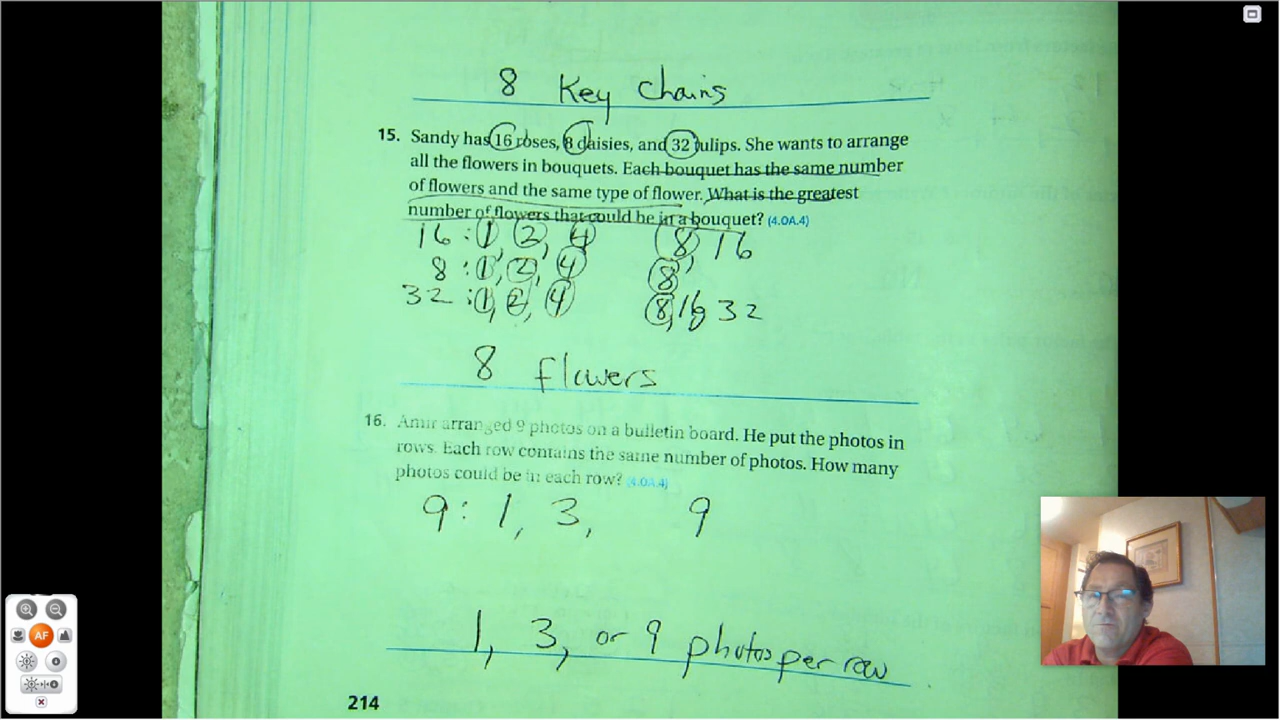 8 Key Chains
15. Sandy has 16 roses, 8 daisies, and 32 tulips. She wants to arrange
all the flowers in bouquets. Each bouquet has the same number
of flowers and the same type of flower. What is the greatest
number of flowers that could be in a bouquet? (4.OA.4)
16 : 1, 2, 4 8, 16
8 : 1, 2, 4 8
32 : 1, 2, 4 8, 16, 32
8 flowers
16. Amir arranged 9 photos on a bulletin board. He put the photos in
rows. Each row contains the same number of photos. How many
photos could be in each row? (4.OA.4)
9 : 1, 3, 9
1, 3, or 9 photos per row
214
AF